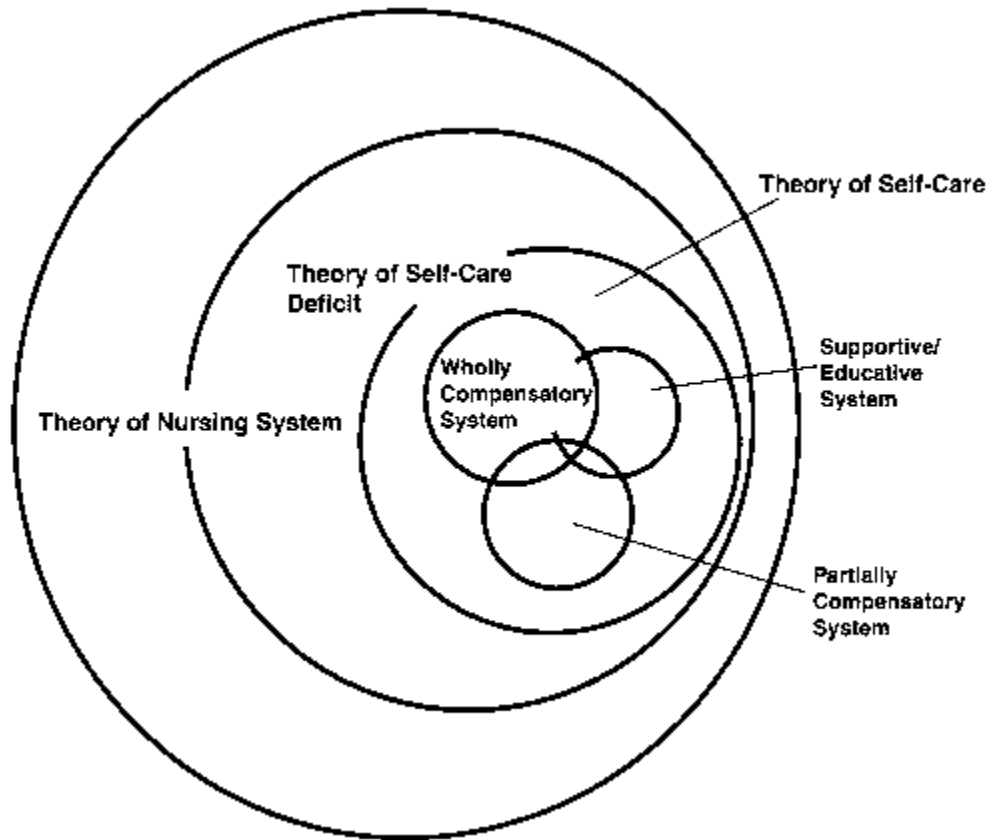 Theory of Self-Care
Theory of Self-Care
Deficit
Supportive/
Educative
System
Wholly
Compensatory
System
Theory of Nursing System
Partially
Compensatory
System